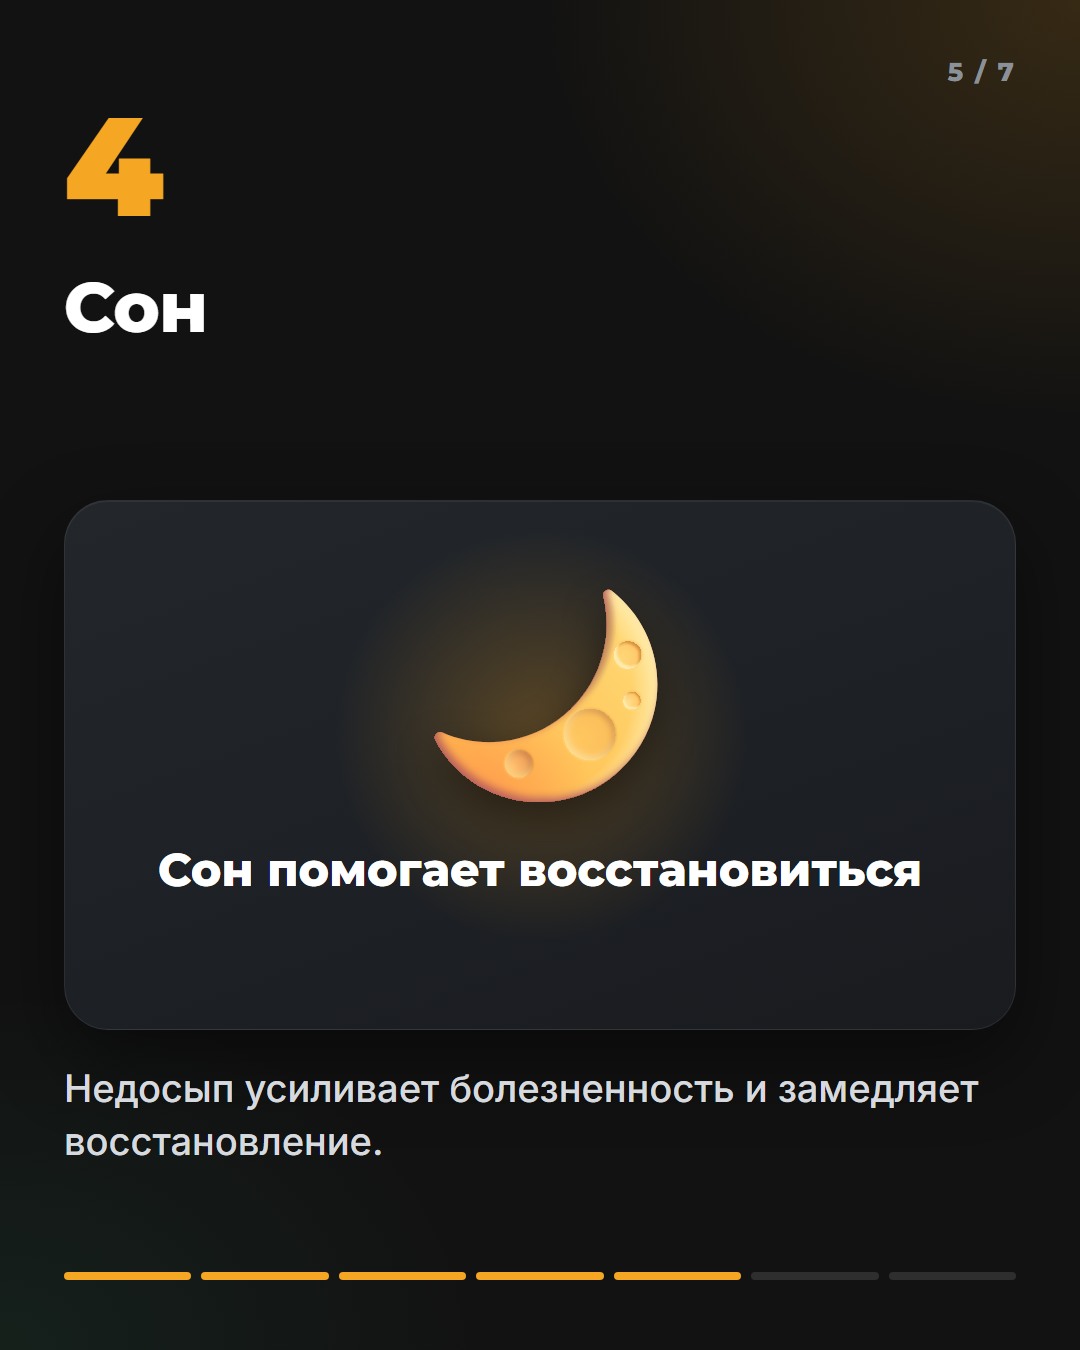 5 / 7
4
Сон
Сон помогает восстановиться
Недосып усиливает болезненность и замедляет
восстановление.